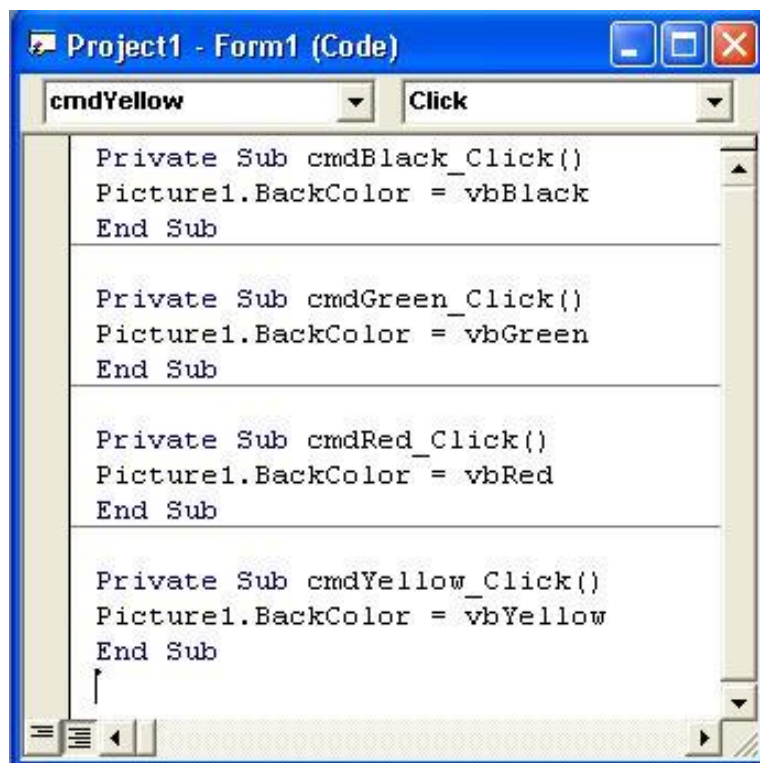 Project1 - Form1 (Code)
cmdYellow Click
Private Sub cmdBlack_Click()
Picture1.BackColor = vbBlack
End Sub
Private Sub cmdGreen_Click()
Picture1.BackColor = vbGreen
End Sub
Private Sub cmdRed_Click()
Picture1.BackColor = vbRed
End Sub
Private Sub cmdYellow_Click()
Picture1.BackColor = vbYellow
End Sub